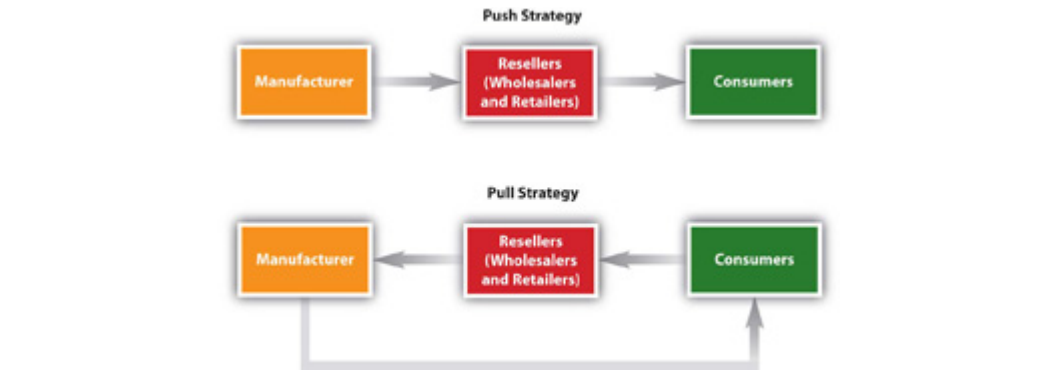 Push Strategy
Manufacturer
Resellers
(Wholesalers
and Retailers)
Consumers
Pull Strategy
Manufacturer
Resellers
(Wholesalers
and Retailers)
Consumers